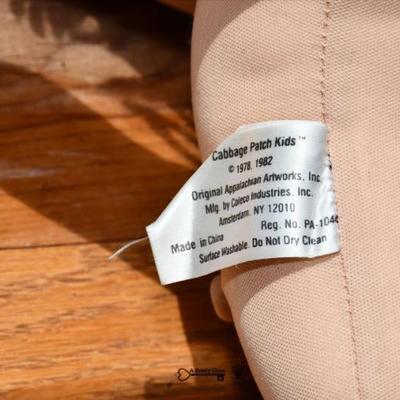 Cabbage Patch Kids™
© 1978, 1982
Original Appalachian Artworks, Inc.
Mfg. by Coleco Industries, Inc.
Amsterdam, NY 12010
Reg. No. PA-104
Made in China
Surface Washable. Do Not Dry Clean